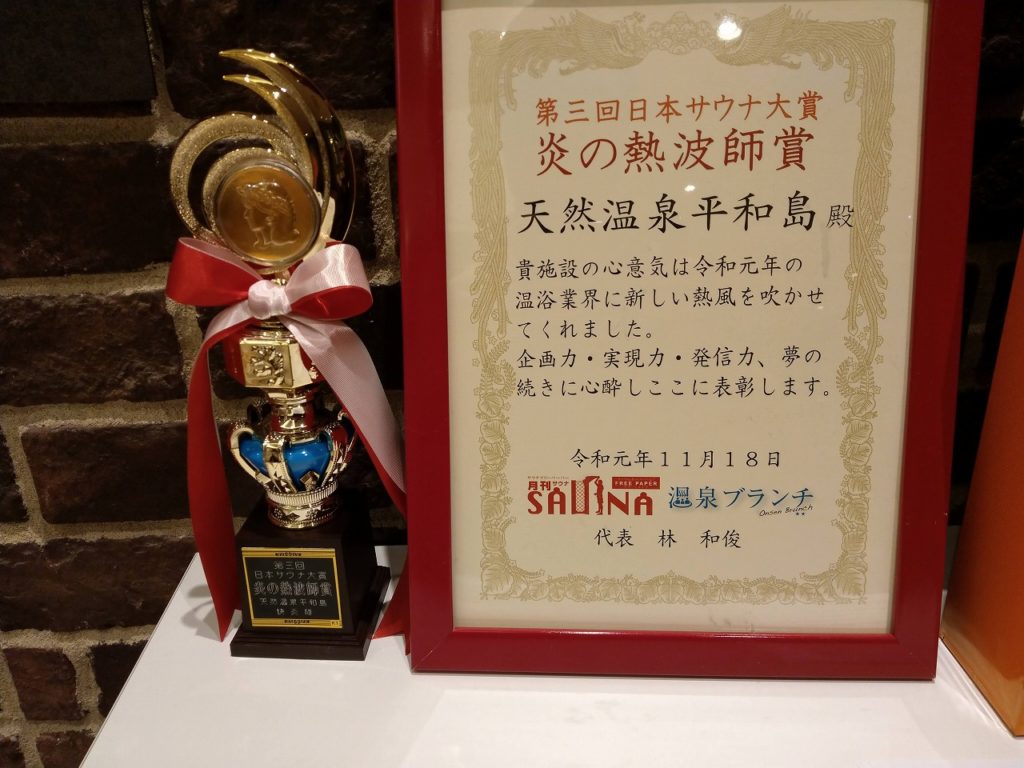 第三回日本サウナ大賞
炎の熱波師賞
天然温泉平和島 殿
貴施設の心意気は令和元年の
温浴業界に新しい熱風を吹かせ
てくれました。
企画力・実現力・発信力、夢の
続きに心酔しここに表彰します。
令和元年11月18日
月刊サウナ
FREE PAPER
SAUNA
温泉ブランチ
Onsen Branch
代表 林 和俊
第三回
日本サウナ大賞
炎の熱波師賞
天然温泉平和島